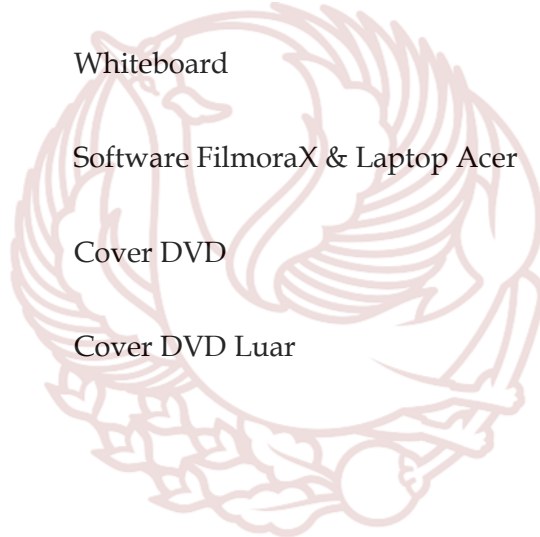 Whiteboard
Software FilmoraX & Laptop Acer
Cover DVD
Cover DVD Luar